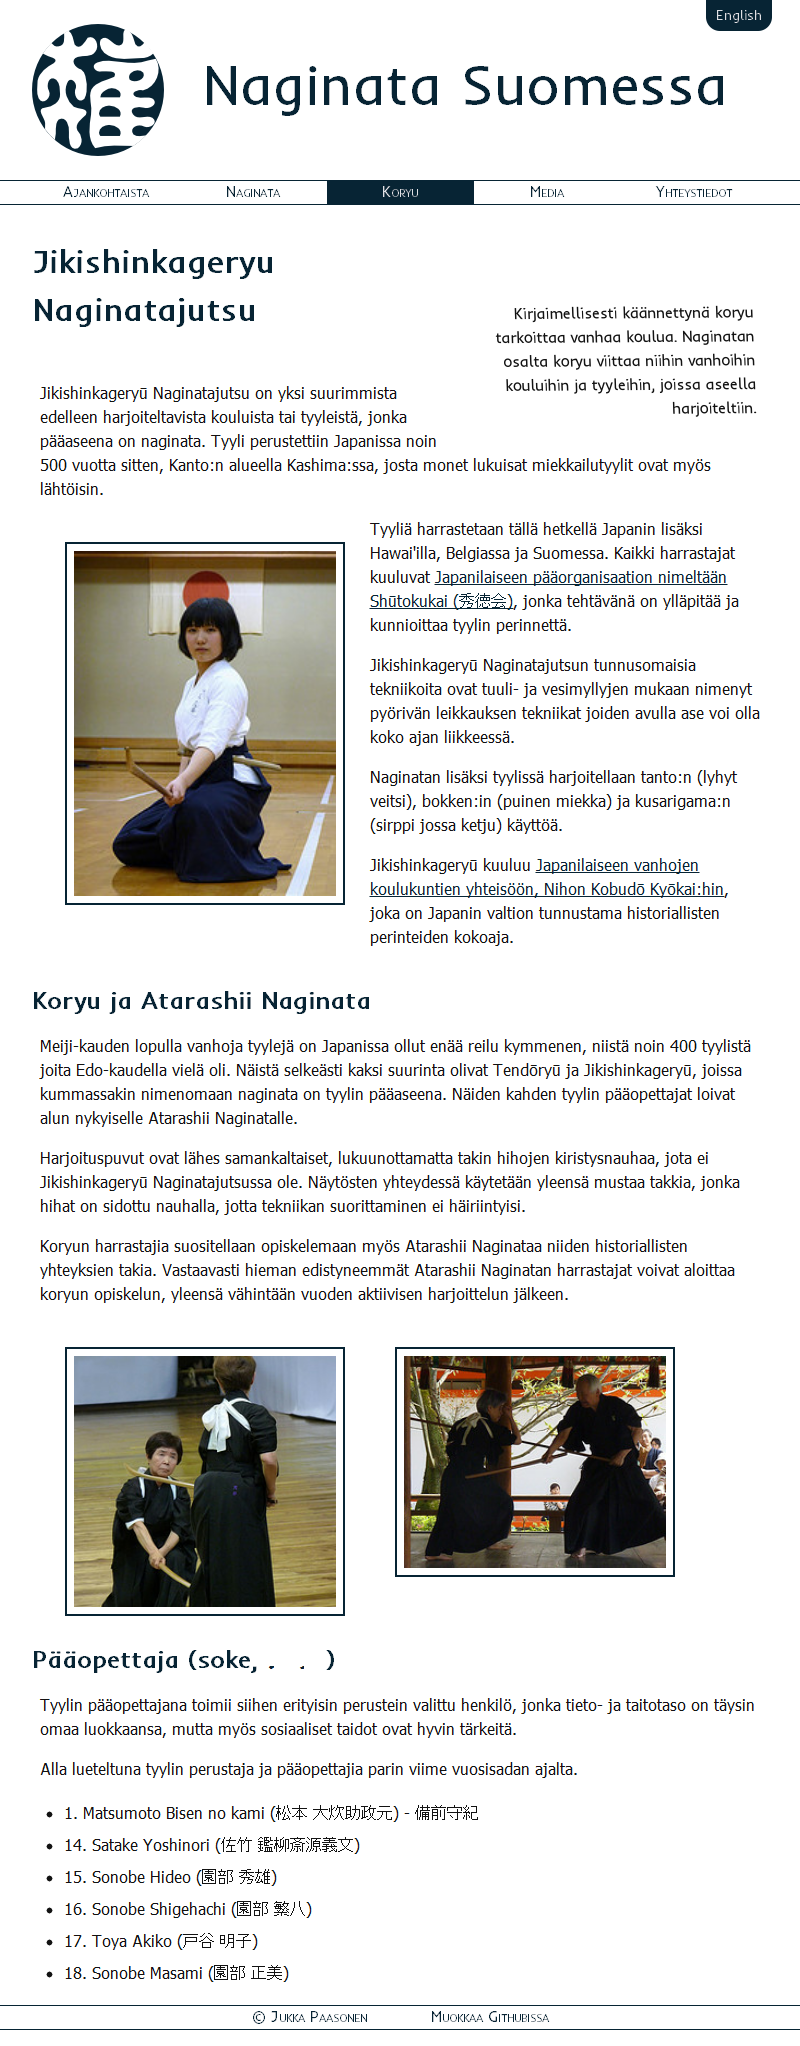 English
Naginata Suomessa
Ajankohtaista
Naginata
Koryu
Media
Yhteystiedot
Jikishinkageryu
Naginatajutsu
Kirjaimellisesti käännettynä koryu
tarkoittaa vanhaa koulua. Naginatan
osalta koryu viittaa niihin vanhoihin
kouluihin ja tyyleihin, joissa aseella
harjoiteltiin.
Jikishinkageryū Naginatajutsu on yksi suurimmista
edelleen harjoiteltavista kouluista tai tyyleistä, jonka
pääaseena on naginata. Tyyli perustettiin Japanissa noin
500 vuotta sitten, Kanto:n alueella Kashima:ssa, josta monet lukuisat miekkailutyylit ovat myös
lähtöisin.
Tyyliä harrastetaan tällä hetkellä Japanin lisäksi
Hawai'illa, Belgiassa ja Suomessa. Kaikki harrastajat
kuuluvat Japanilaiseen pääorganisaation nimeltään
Shūtokukai (秀徳会), jonka tehtävänä on ylläpitää ja
kunnioittaa tyylin perinnettä.
Jikishinkageryū Naginatajutsun tunnusomaisia
tekniikoita ovat tuuli- ja vesimyllyjen mukaan nimenyt
pyörivän leikkauksen tekniikat joiden avulla ase voi olla
koko ajan liikkeessä.
Naginatan lisäksi tyylissä harjoitellaan tanto:n (lyhyt
veitsi), bokken:in (puinen miekka) ja kusarigama:n
(sirppi jossa ketju) käyttöä.
Jikishinkageryū kuuluu Japanilaiseen vanhojen
koulukuntien yhteisöön, Nihon Kobudō Kyōkai:hin,
joka on Japanin valtion tunnustama historiallisten
perinteiden kokoaja.
Koryu ja Atarashii Naginata
Meiji-kauden lopulla vanhoja tyylejä on Japanissa ollut enää reilu kymmenen, niistä noin 400 tyylistä
joita Edo-kaudella vielä oli. Näistä selkeästi kaksi suurinta olivat Tendōryū ja Jikishinkageryū, joissa
kummassakin nimenomaan naginata on tyylin pääaseena. Näiden kahden tyylin pääopettajat loivat
alun nykyiselle Atarashii Naginatalle.
Harjoituspuvut ovat lähes samankaltaiset, lukuunottamatta takin hihojen kiristysnauhaa, jota ei
Jikishinkageryū Naginatajutsussa ole. Näytösten yhteydessä käytetään yleensä mustaa takkia, jonka
hihat on sidottu nauhalla, jotta tekniikan suorittaminen ei häiriintyisi.
Koryun harrastajia suositellaan opiskelemaan myös Atarashii Naginataa niiden historiallisten
yhteyksien takia. Vastaavasti hieman edistyneemmät Atarashii Naginatan harrastajat voivat aloittaa
koryun opiskelun, yleensä vähintään vuoden aktiivisen harjoittelun jälkeen.
Pääopettaja (soke, )
Tyylin pääopettajana toimii siihen erityisin perustein valittu henkilö, jonka tieto- ja taitotaso on täysin
omaa luokkaansa, mutta myös sosiaaliset taidot ovat hyvin tärkeitä.
Alla lueteltuna tyylin perustaja ja pääopettajia parin viime vuosisadan ajalta.
• 1. Matsumoto Bisen no kami (松本 大炊助政元) - 備前守紀
• 14. Satake Yoshinori (佐竹 鑑柳斎源義文)
• 15. Sonobe Hideo (園部 秀雄)
• 16. Sonobe Shigehachi (園部 繁八)
• 17. Toya Akiko (戸谷 明子)
• 18. Sonobe Masami (園部 正美)
© Jukka Paasonen
Muokkaa Githubissa